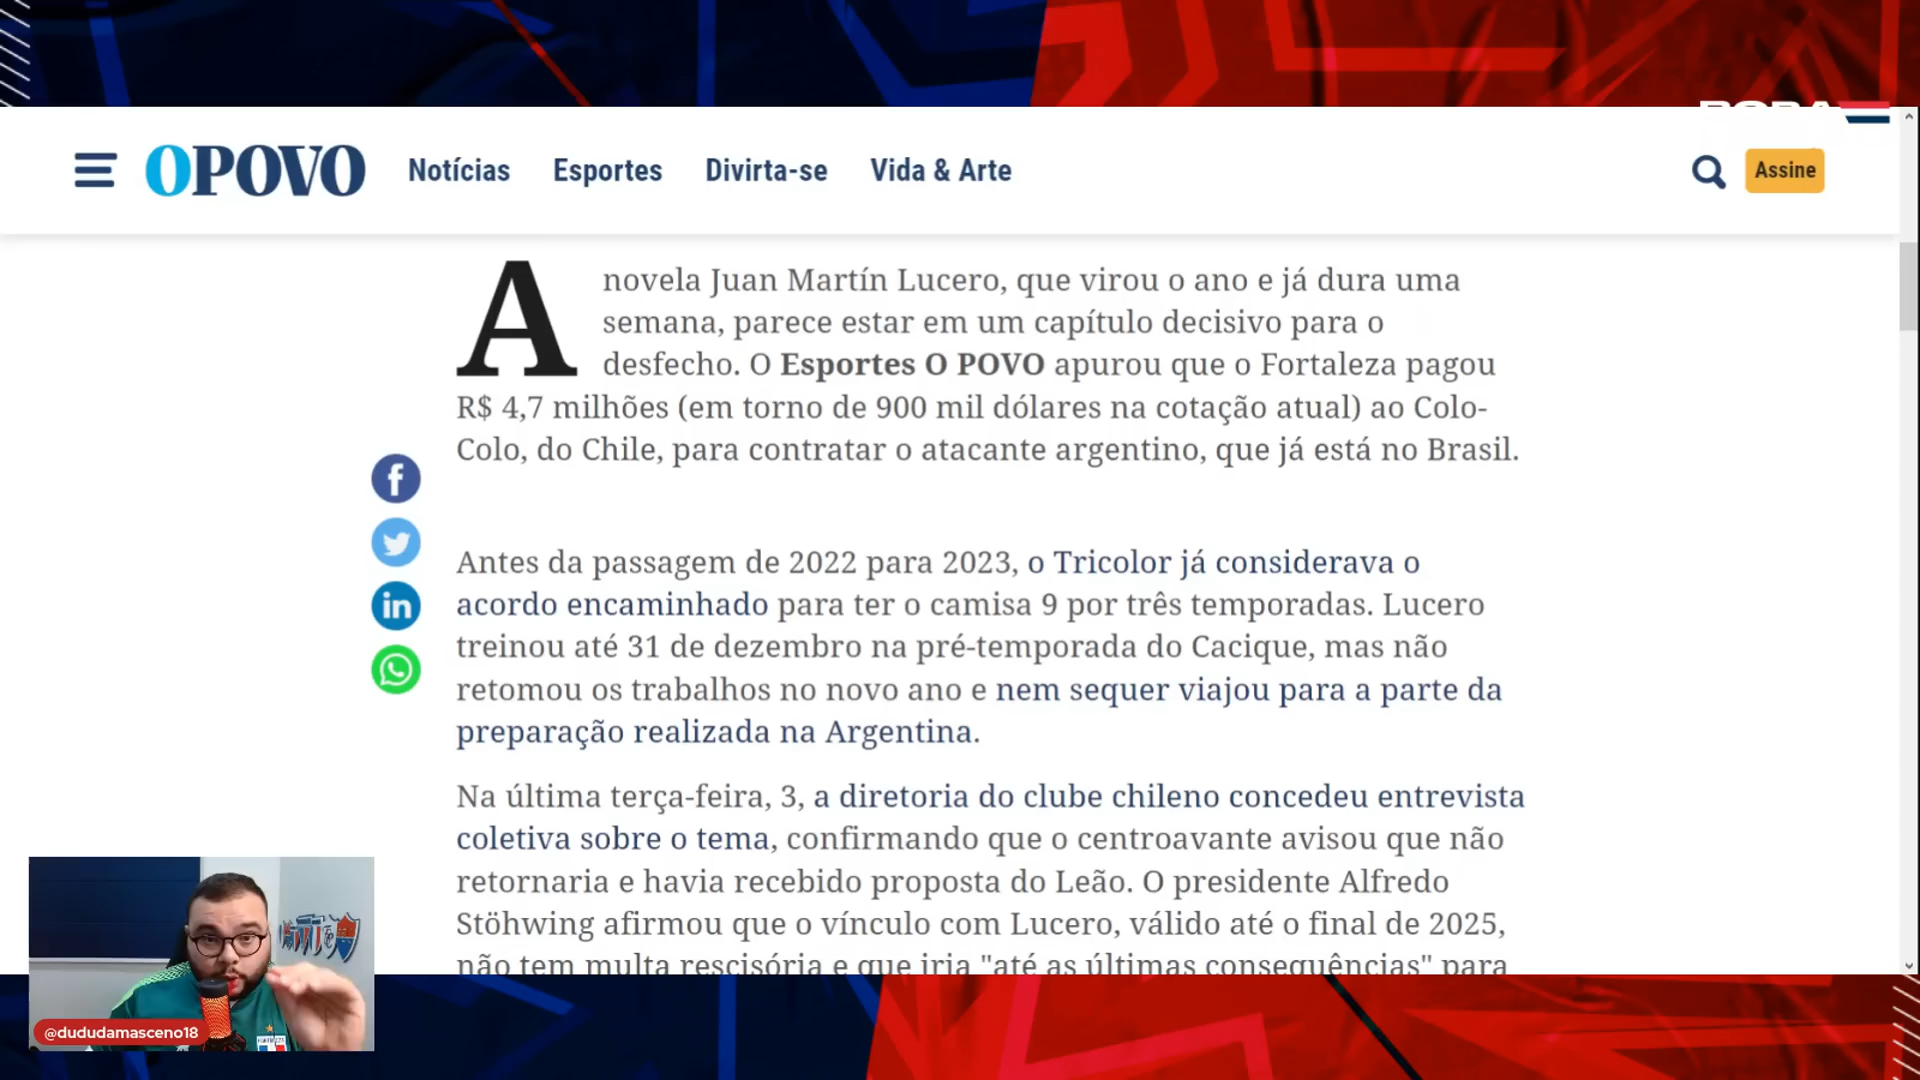 OPOVO
Notícias
Esportes
Divirta-se
Vida & Arte
Assine
A novela Juan Martín Lucero, que virou o ano e já dura uma
semana, parece estar em um capítulo decisivo para o
desfecho. O Esportes O POVO apurou que o Fortaleza pagou
R$ 4,7 milhões (em torno de 900 mil dólares na cotação atual) ao Colo-
Colo, do Chile, para contratar o atacante argentino, que já está no Brasil.
Antes da passagem de 2022 para 2023, o Tricolor já considerava o
acordo encaminhado para ter o camisa 9 por três temporadas. Lucero
treinou até 31 de dezembro na pré-temporada do Cacique, mas não
retomou os trabalhos no novo ano e nem sequer viajou para a parte da
preparação realizada na Argentina.
Na última terça-feira, 3, a diretoria do clube chileno concedeu entrevista
coletiva sobre o tema, confirmando que o centroavante avisou que não
retornaria e havia recebido proposta do Leão. O presidente Alfredo
Stöhwing afirmou que o vínculo com Lucero, válido até o final de 2025,
não tem multa rescisória e que iria "até as últimas consequências" para
@dududamasceno18